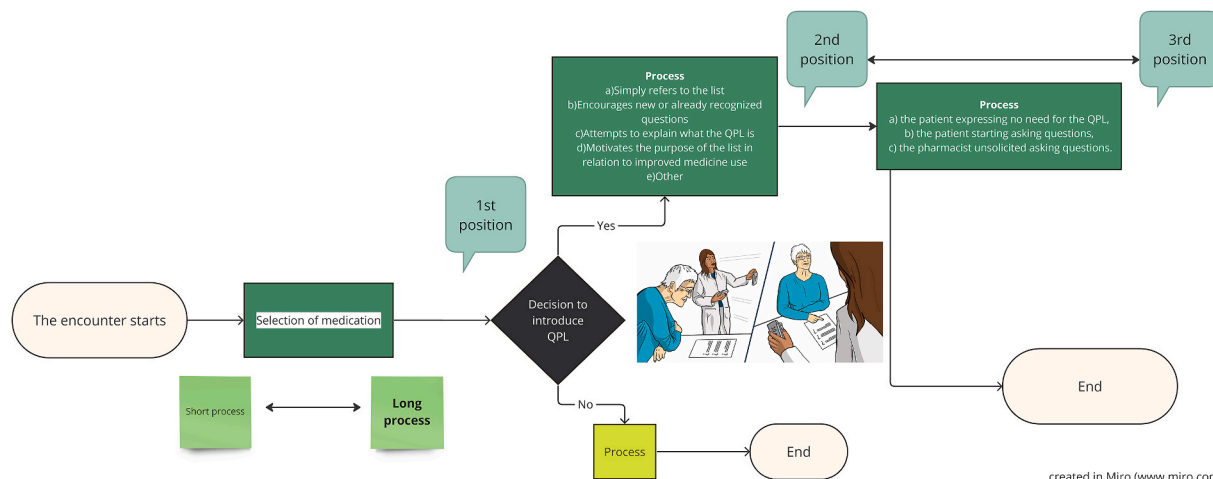 The encounter starts
Selection of medication
Short process
Long
process
1st
position
Decision to
introduce
QPL
Yes
No
Process
a)Simply refers to the list
b)Encourages new or already recognized
questions
c)Attempts to explain what the QPL is
d)Motivates the purpose of the list in
relation to improved medicine use
e)Other
2nd
position
3rd
position
Process
a) the patient expressing no need for the QPL,
b) the patient starting asking questions,
c) the pharmacist unsolicited asking questions.
End
Process
End
created in Miro (www.miro.con